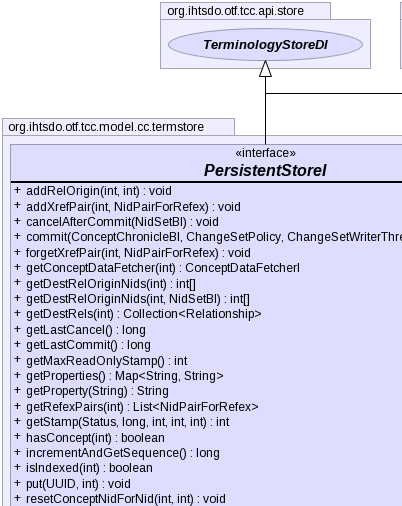 org.ihtsdo.otf.tcc.api.store
TerminologyStoreDI
org.ihtsdo.otf.tcc.model.cc.termstore
«interface»
PersistentStoreI
+ addRelOrigin(int, int) : void
+ addXrefPair(int, NidPairForRefex) : void
+ cancelAfterCommit(NidSetBI) : void
+ commit(ConceptChronicleBI, ChangeSetPolicy, ChangeSetWriterThre
+ forgetXrefPair(int, NidPairForRefex) : void
+ getConceptDataFetcher(int) : ConceptDataFetcherI
+ getDestRelOriginNids(int) : int[]
+ getDestRelOriginNids(int, NidSetBI) : int[]
+ getDestRels(int) : Collection<Relationship>
+ getLastCancel() : long
+ getLastCommit() : long
+ getMaxReadOnlyStamp() : int
+ getProperties() : Map<String, String>
+ getProperty(String) : String
+ getRefexPairs(int) : List<NidPairForRefex>
+ getStamp(Status, long, int, int, int) : int
+ hasConcept(int) : boolean
+ incrementAndGetSequence() : long
+ isIndexed(int) : boolean
+ put(UUID, int) : void
+ resetConceptNidForNid(int, int) : void